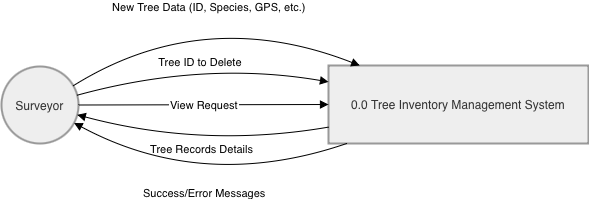 New Tree Data (ID, Species, GPS, etc.)
Tree ID to Delete
View Request
Surveyor
0.0 Tree Inventory Management System
Tree Records Details
Success/Error Messages